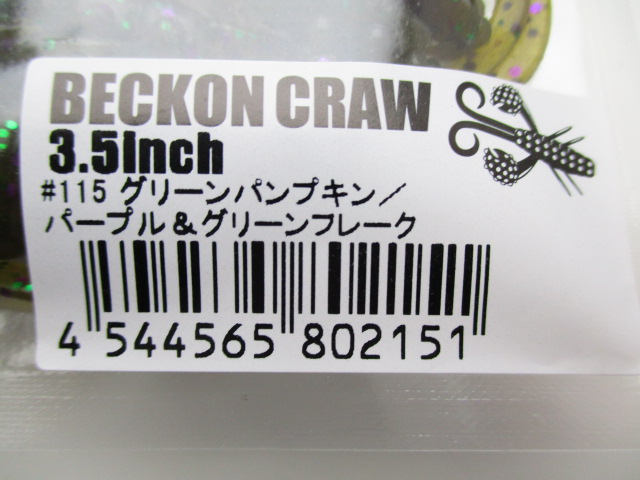 BECKON CRAW
3.5inch
#115 グリーンパンプキン／
パープル＆グリーンフレーク
4 544565 802151